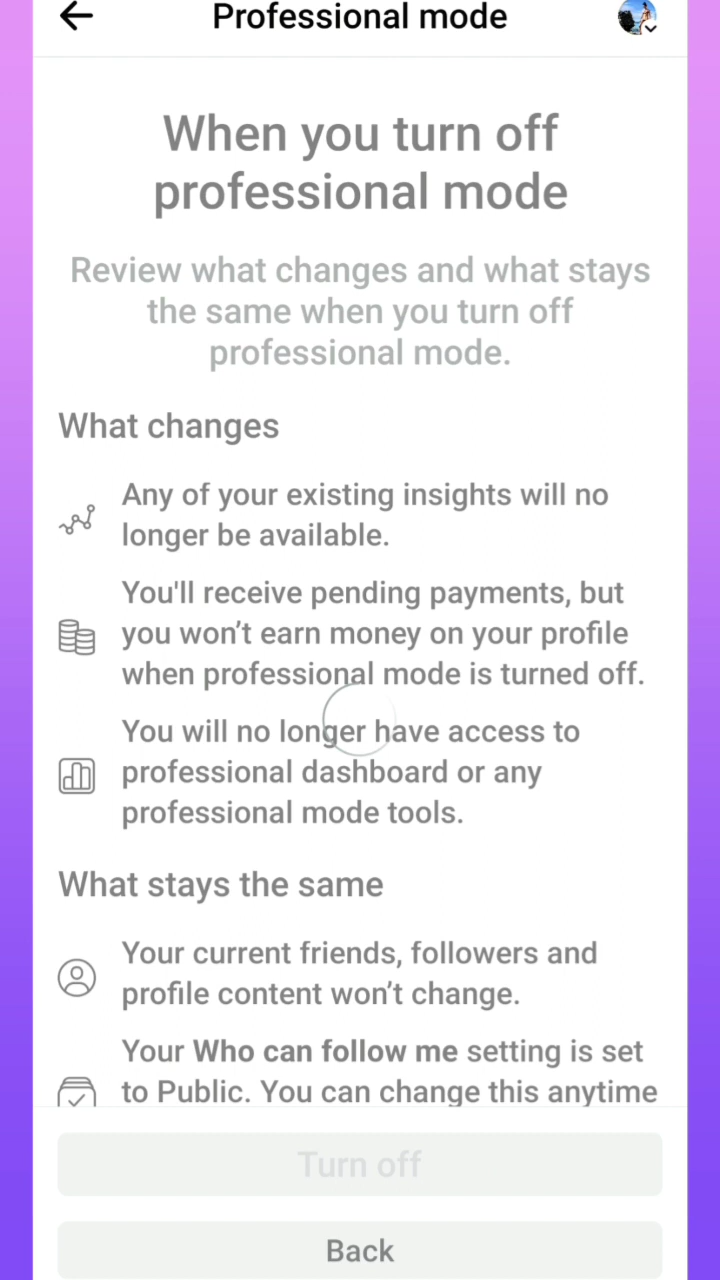 Professional mode
When you turn off
professional mode
Review what changes and what stays
the same when you turn off
professional mode.
What changes
Any of your existing insights will no
longer be available.
You'll receive pending payments, but
you won’t earn money on your profile
when professional mode is turned off.
You will no longer have access to
professional dashboard or any
professional mode tools.
What stays the same
Your current friends, followers and
profile content won’t change.
Your Who can follow me setting is set
to Public. You can change this anytime
Turn off
Back